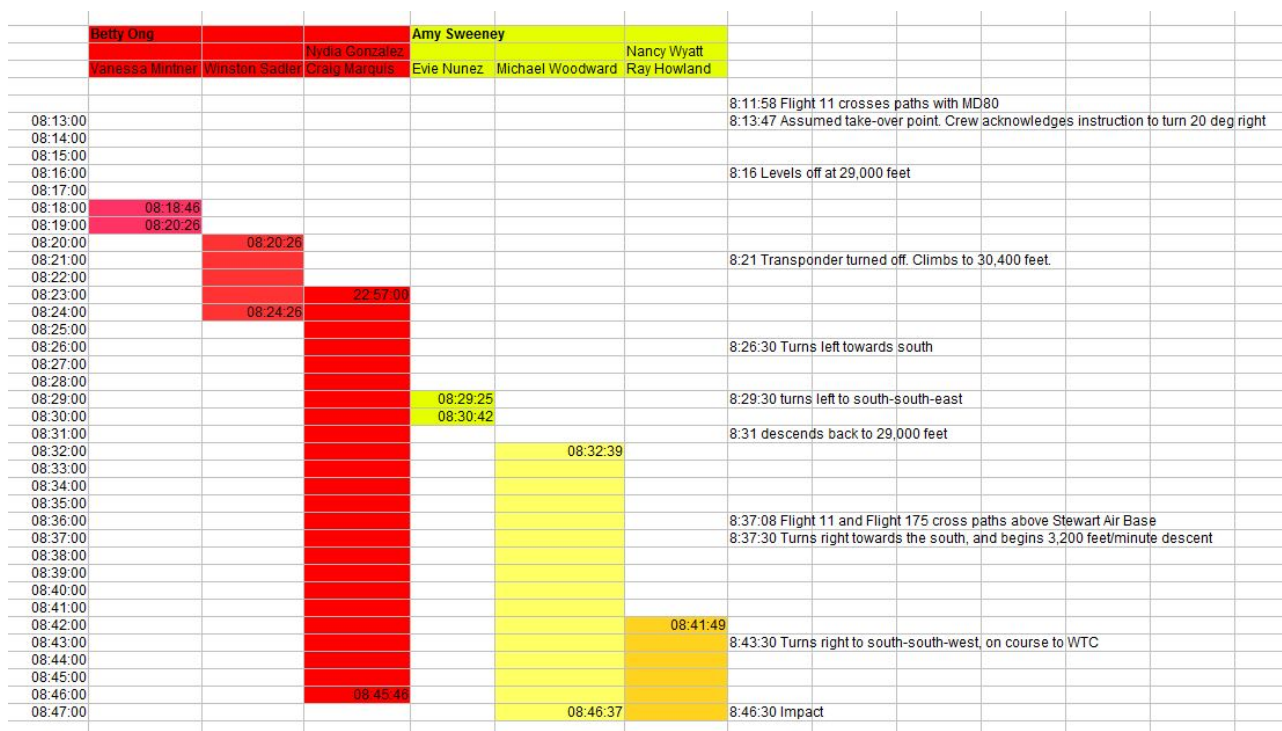 Betty Ong Amy Sweeney
Nydia Gonzalez Nancy Wyatt
Vanessa Mintner Winston Sadler Craig Marquis Evie Nunez Michael Woodward Ray Howland
8:11:58 Flight 11 crosses paths with MD80
08:13:00 8:13:47 Assumed take-over point. Crew acknowledges instruction to turn 20 deg right
08:14:00
08:15:00
08:16:00 8:16 Levels off at 29,000 feet
08:17:00
08:18:00 08:18:46
08:19:00 08:20:26
08:20:00 08:20:26
08:21:00 8:21 Transponder turned off. Climbs to 30,400 feet.
08:22:00
08:23:00 22:57:00
08:24:00 08:24:26
08:25:00
08:26:00 8:26:30 Turns left towards south
08:27:00
08:28:00
08:29:00 08:29:25 8:29:30 turns left to south-south-east
08:30:00 08:30:42
08:31:00 8:31 descends back to 29,000 feet
08:32:00 08:32:39
08:33:00
08:34:00
08:35:00
08:36:00 8:37:08 Flight 11 and Flight 175 cross paths above Stewart Air Base
08:37:00 8:37:30 Turns right towards the south, and begins 3,200 feet/minute descent
08:38:00
08:39:00
08:40:00
08:41:00
08:42:00 08:41:49
08:43:00 8:43:30 Turns right to south-south-west, on course to WTC
08:44:00
08:45:00
08:46:00 08:45:46
08:47:00 08:46:37 8:46:30 Impact